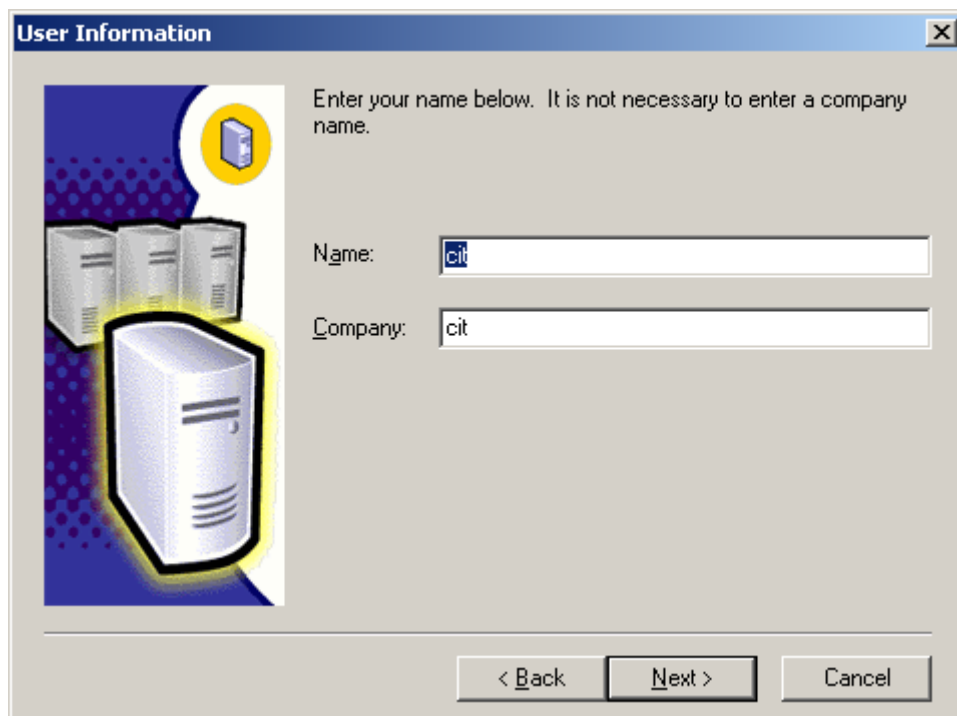 User Information
Enter your name below.  It is not necessary to enter a company
name.
Name: cit
Company: cit
< Back Next > Cancel